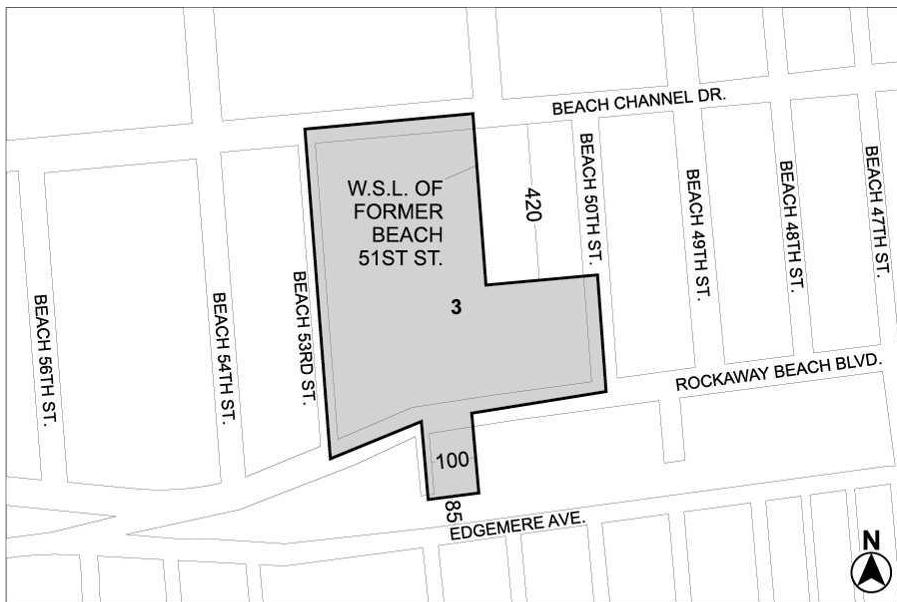 BEACH CHANNEL DR.
W.S.L. OF
FORMER
BEACH
51ST ST.
420
BEACH 50TH ST.
BEACH 49TH ST.
BEACH 48TH ST.
BEACH 47TH ST.
BEACH 56TH ST.
BEACH 54TH ST.
BEACH 53RD ST.
3
ROCKAWAY BEACH BLVD.
100
85
EDGEMERE AVE.
N